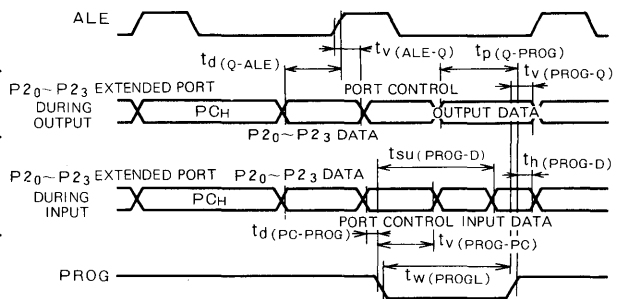 ALE
td(Q-ALE) tv(ALE-Q) tp(Q-PROG)
tv(PROG-Q)
P20~P23 EXTENDED PORT PORT CONTROL
DURING OUTPUT PCH OUTPUT DATA
P20~P23 DATA
tsu(PROG-D) th(PROG-D)
P20~P23 EXTENDED PORT P20~P23 DATA
DURING INPUT PCH
PORT CONTROL INPUT DATA
td(PC-PROG) tv(PROG-PC)
tw(PROGL)
PROG